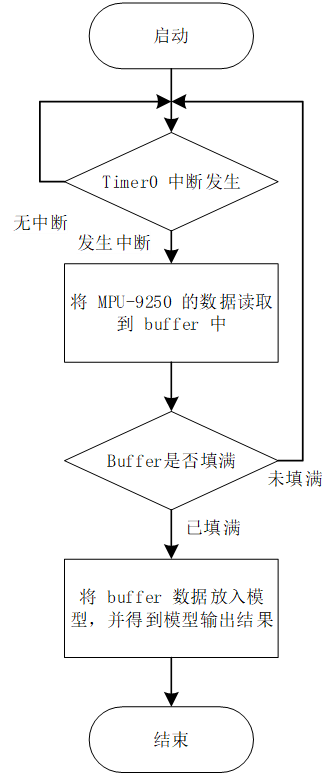 启动
Timer0 中断发生
无中断
发生中断
将 MPU-9250 的数据读取
到 buffer 中
Buffer是否填满
未填满
已填满
将 buffer 数据放入模
型，并得到模型输出结果
结束